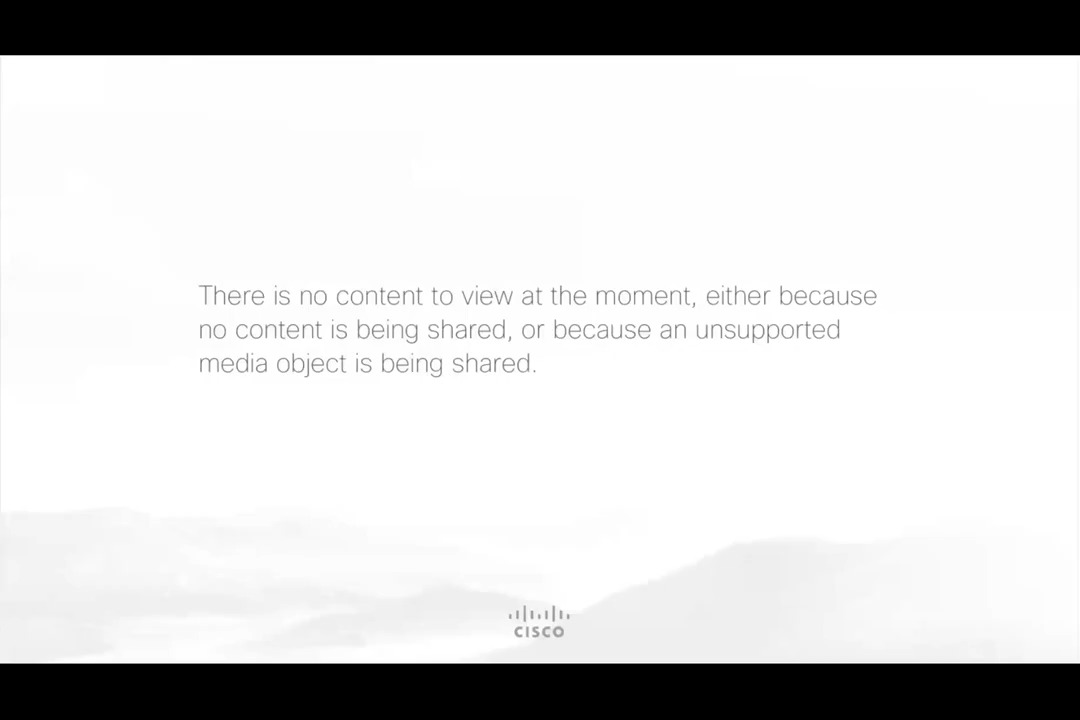 There is no content to view at the moment, either because
no content is being shared, or because an unsupported
media object is being shared.
CISCO